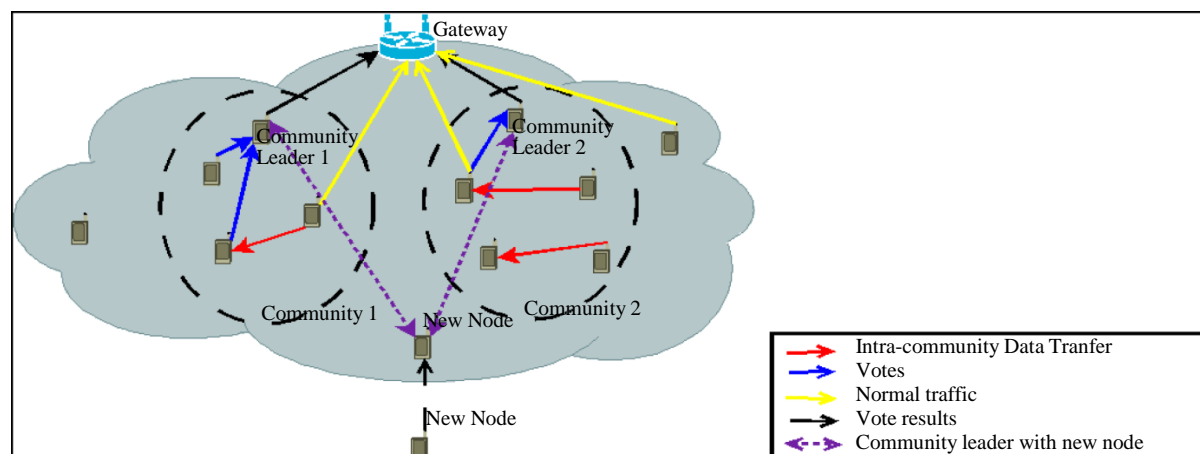 Gateway
Community
Leader 1
Community
Leader 2
Community 1
Community 2
New Node
New Node
Intra-community Data Tranfer
Votes
Normal traffic
Vote results
Community leader with new node